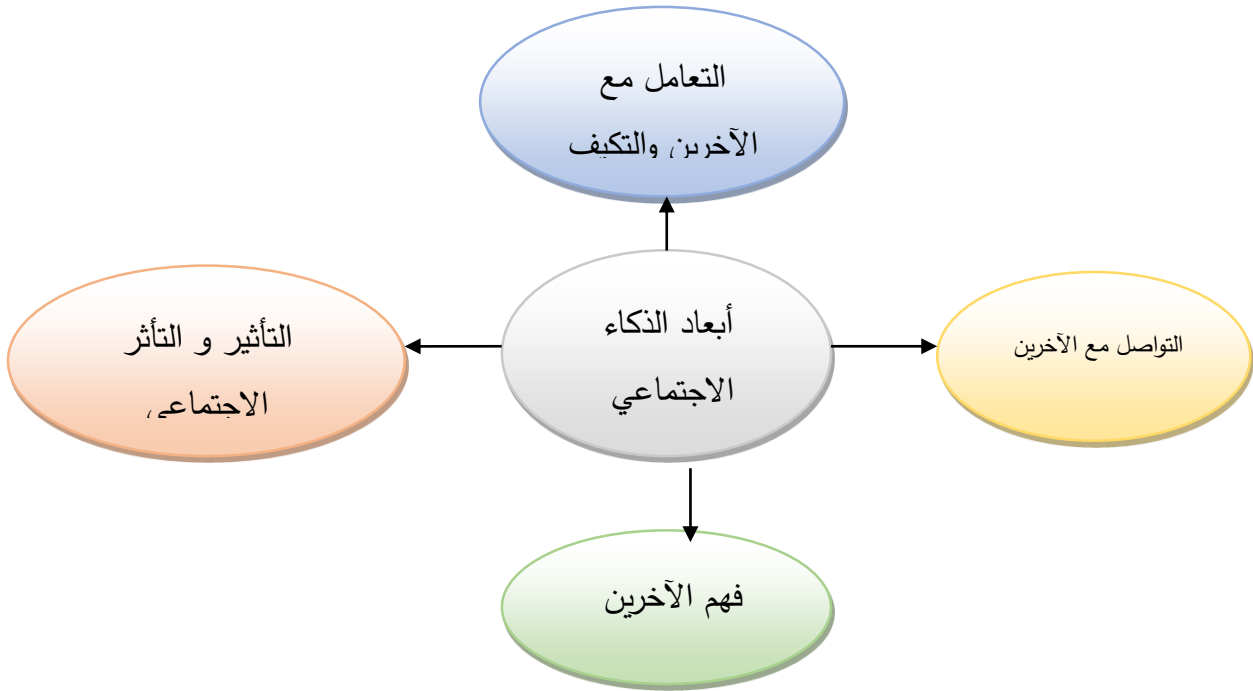 التعامل مع
الآخرين والتكيف
أبعاد الذكاء
الاجتماعي
التواصل مع الآخرين
التأثير و التأثر
الاجتماعي
فهم الآخرين